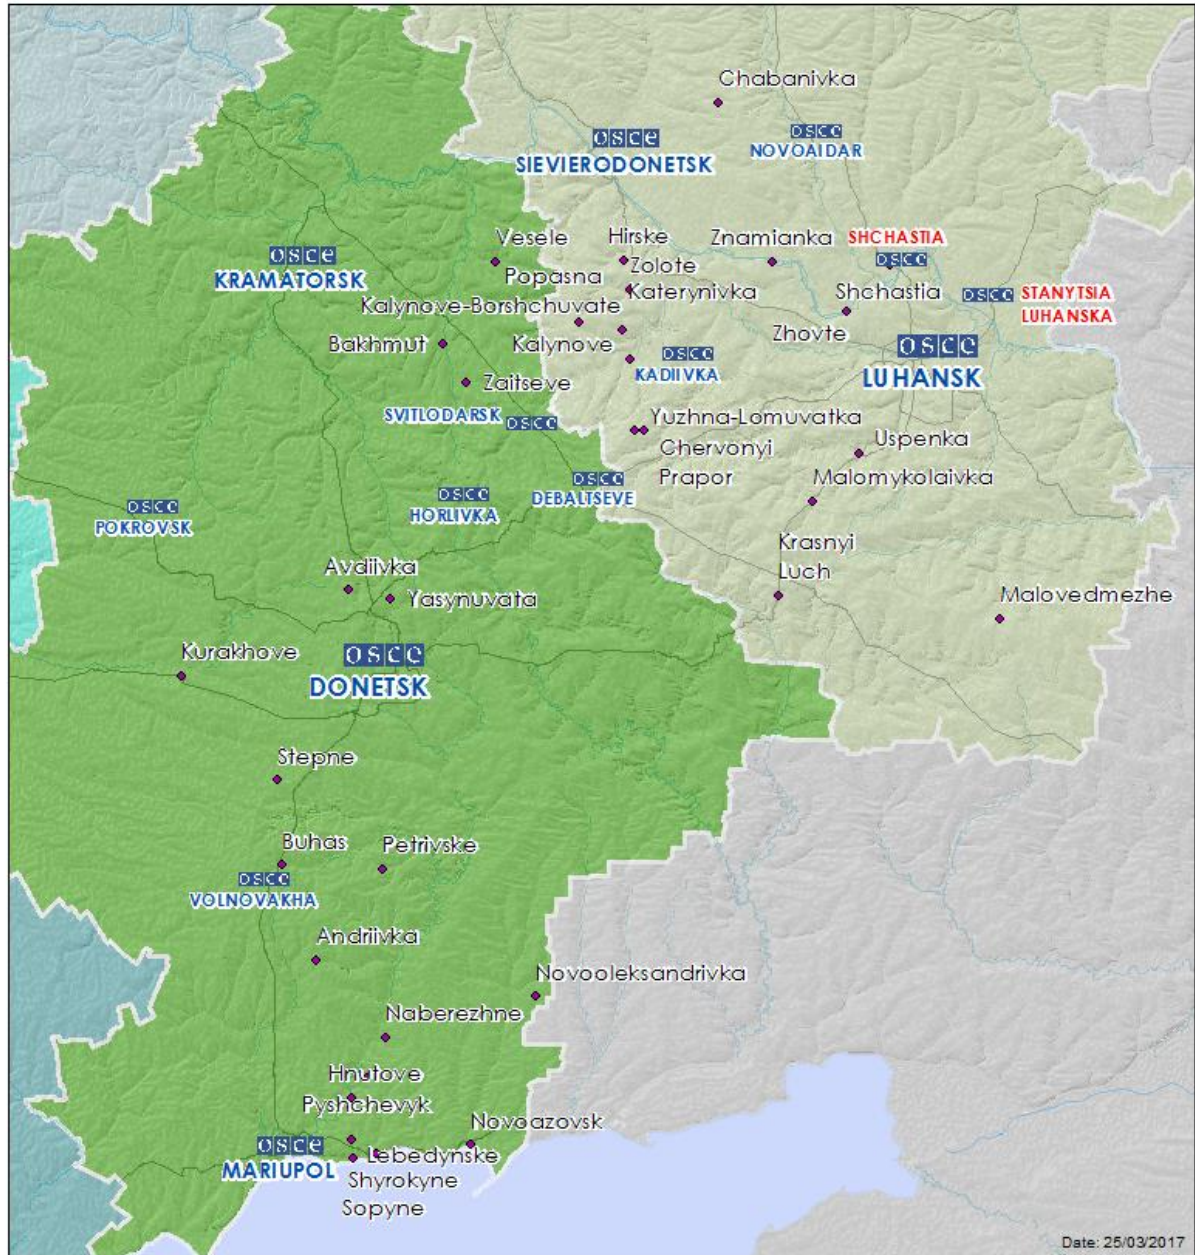 Chabanivka
osce
NOVOAIDAR
osce
SIEVIERODONETSK
Vesele
Hirske
Znamianka
SHCHASTIA
osce
osce
KRAMATORSK
Popasna
Zolote
Katerynivka
Shchastia
osce
STANYTSIA
LUHANSKA
Kalynove-Borshchuvate
Zhovte
Bakhmut
Kalynove
osce
KADIIVKA
osce
LUHANSK
Zaitseve
SVITLODARSK
osce
Yuzhna-Lomuvatka
Chervonyi
Prapor
Uspenka
Malomykolaivka
osce
DEBALTSEVE
osce
HORLIVKA
osce
POKROVSK
Krasnyi
Luch
Avdiivka
Yasynuvata
Malovedmezhe
Kurakhove
osce
DONETSK
Stepne
Buhas
Petrivske
osce
VOLNOVAKHA
Andriivka
Novooleksandrivka
Naberezhne
Hnutove
Pyshchevyk
Novoazovsk
osce
MARIUPOL
Lebedynske
Shyrokyne
Sopyne
Date: 25/03/2017